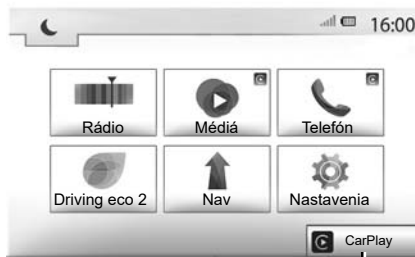 16:00
Rádio Médiá Telefón
Driving eco 2 Nav Nastavenia
CarPlay